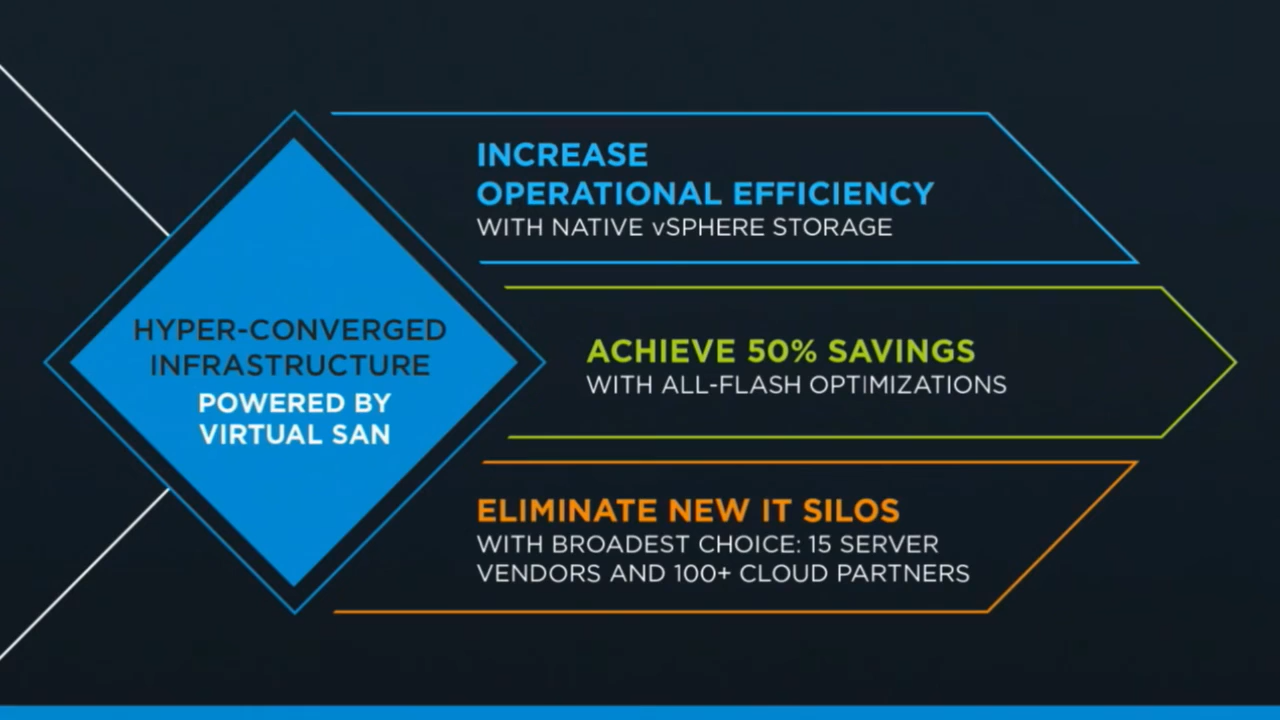 HYPER-CONVERGED
INFRASTRUCTURE
POWERED BY
VIRTUAL SAN
INCREASE
OPERATIONAL EFFICIENCY
WITH NATIVE vSPHERE STORAGE
ACHIEVE 50% SAVINGS
WITH ALL-FLASH OPTIMIZATIONS
ELIMINATE NEW IT SILOS
WITH BROADEST CHOICE: 15 SERVER
VENDORS AND 100+ CLOUD PARTNERS